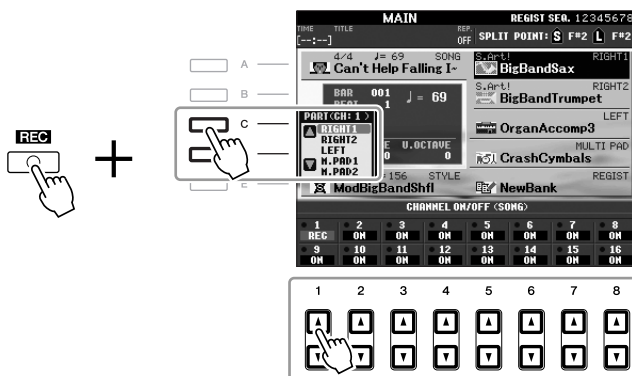 MAIN
REGIST SEQ. 12345678
TIME
TITLE
REP.
[--:--]
OFF
SPLIT POINT: S F#2 L F#2
4/4 ♩= 69 SONG
Can't Help Falling I~
S.Art! RIGHT1
BigBandSax
A
BAR 001
BEAT 1
♩ = 69
S.Art! RIGHT2
BigBandTrumpet
B
C
PART(CH: 1 )
RIGHT1
RIGHT2
LEFT
M.PAD1
M.PAD2
LEFT
OrganAccomp3
E U.OCTAVE
0 0
MULTI PAD
CrashCymbals
REC
E
156 STYLE
ModBigBandShfl
REGIST
NewBank
CHANNEL ON/OFF (SONG)
1 2 3 4 5 6 7 8
REC ON ON ON ON ON ON ON
9 10 11 12 13 14 15 16
ON ON ON ON ON ON ON ON
1 2 3 4 5 6 7 8